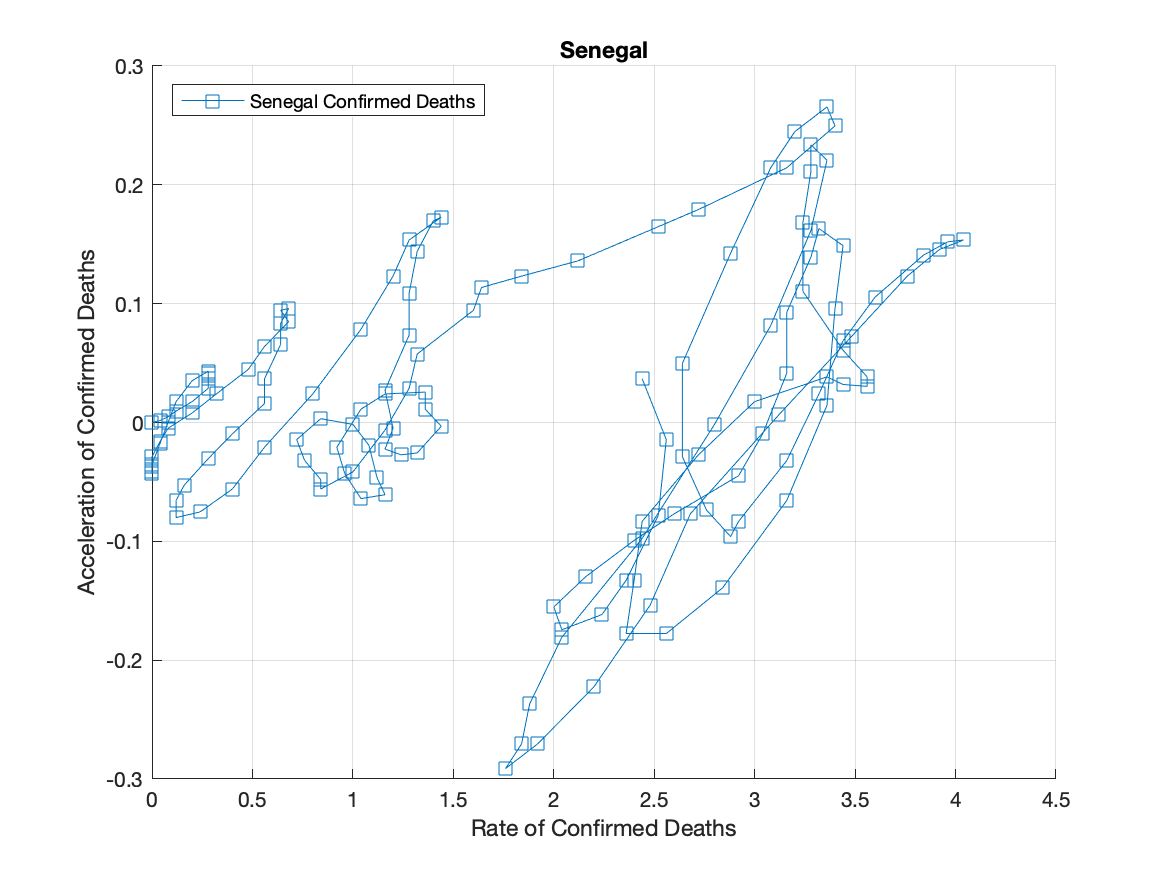 Senegal
Senegal Confirmed Deaths
0.3
0.2
0.1
0
-0.1
-0.2
-0.3
Acceleration of Confirmed Deaths
0 0.5 1 1.5 2 2.5 3 3.5 4 4.5
Rate of Confirmed Deaths